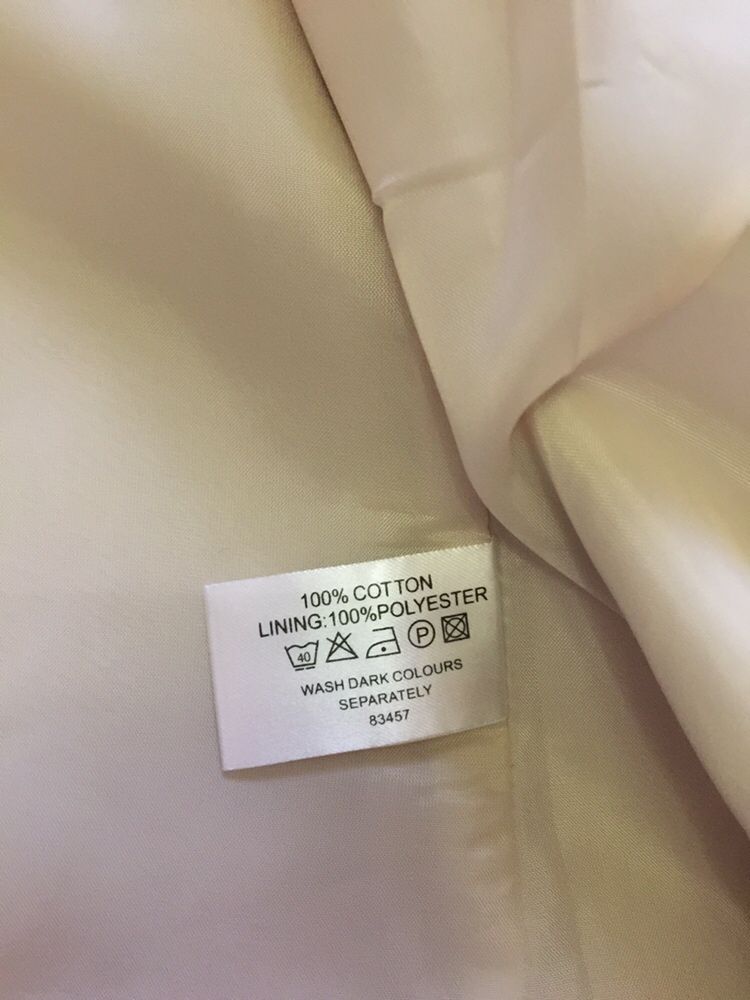 100% COTTON
LINING:100%POLYESTER
40 P
WASH DARK COLOURS
SEPARATELY
83457